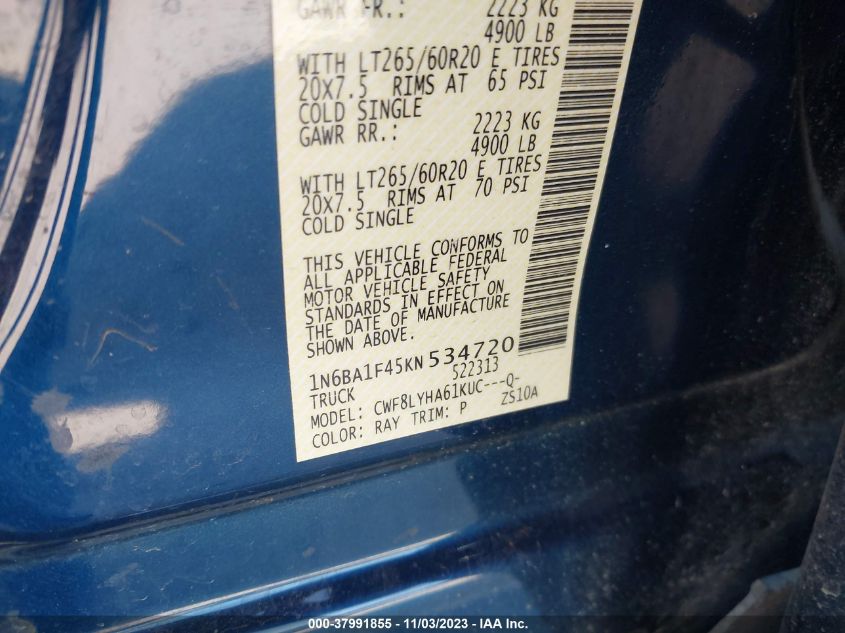 GAWR FR.: 2223 KG
4900 LB
WITH LT265/60R20 E TIRES
20X7.5 RIMS AT 65 PSI
COLD SINGLE
GAWR RR.: 2223 KG
4900 LB
WITH LT265/60R20 E TIRES
20X7.5 RIMS AT 70 PSI
COLD SINGLE
THIS VEHICLE CONFORMS TO
ALL APPLICABLE FEDERAL
MOTOR VEHICLE SAFETY
STANDARDS IN EFFECT ON
THE DATE OF MANUFACTURE
SHOWN ABOVE.
1N6BA1F45KN534720
TRUCK 522313
MODEL: CWF8LYHA61KUC---Q-
COLOR: RAY TRIM: P ZS10A
000-37991855 - 11/03/2023 - IAA Inc.